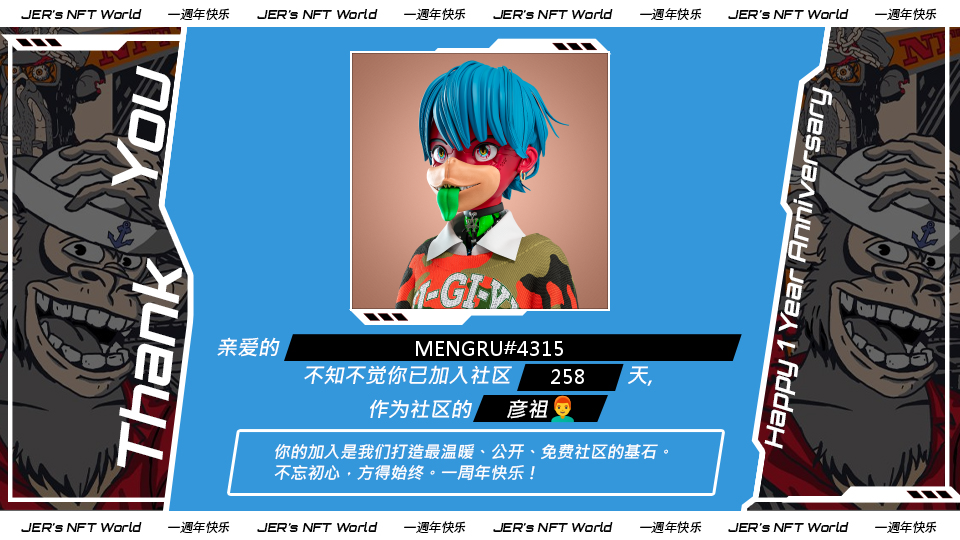 JER's NFT World 一週年快乐 JER's NFT World 一週年快乐 JER's NFT World 一週年快乐 JER's NFT World 一週年快乐
Thank You
Happy 1 Year Anniversary
亲爱的 MENGRU#4315
不知不觉你已加入社区 258 天,
作为社区的 彦祖
你的加入是我们打造最温暖、公开、免费社区的基石。
不忘初心,方得始终。一周年快乐!
JER's NFT World 一週年快乐 JER's NFT World 一週年快乐 JER's NFT World 一週年快乐 JER's NFT World 一週年快乐